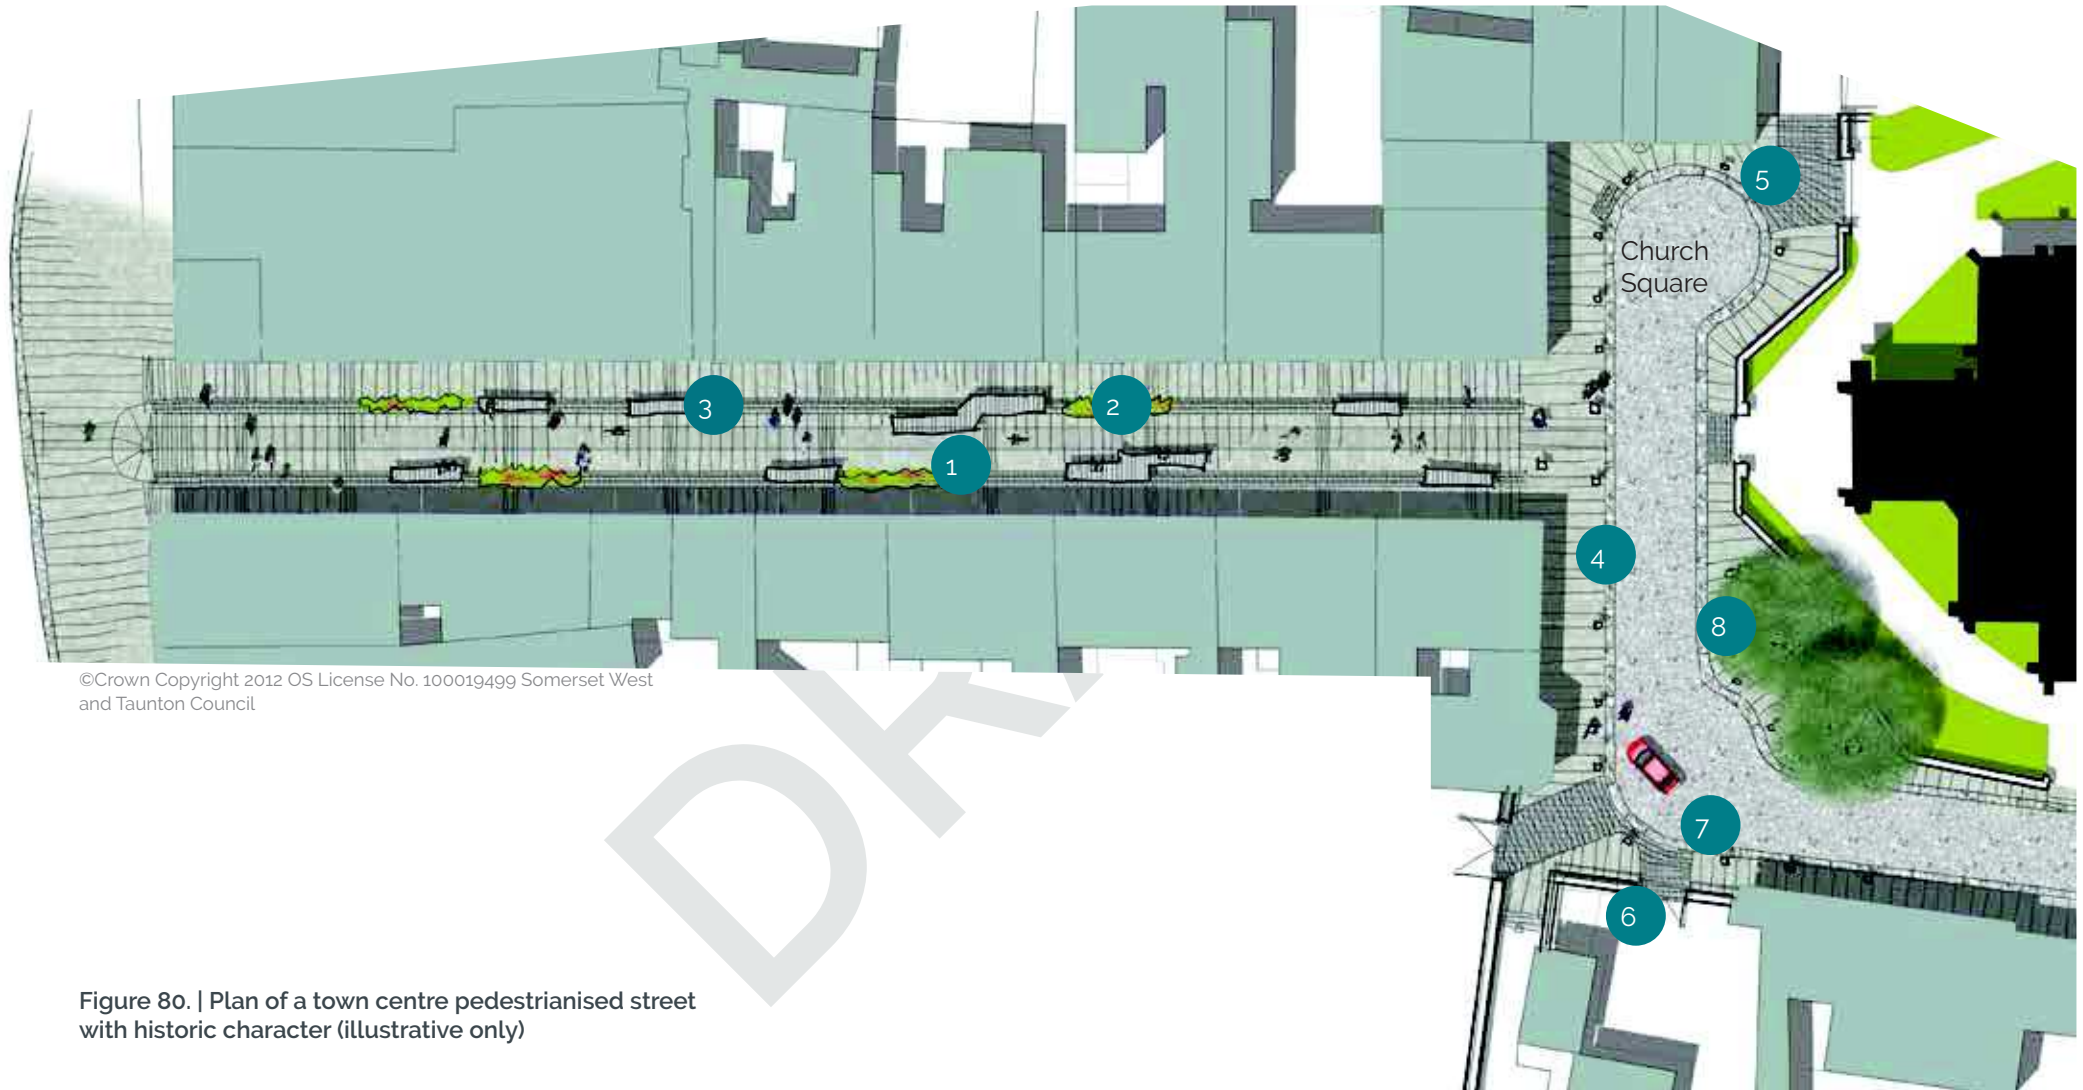 5
Church
Square
3
2
1
4
8
©Crown Copyright 2012 OS License No. 100019499 Somerset West
and Taunton Council
7
6
Figure 80. | Plan of a town centre pedestrianised street
with historic character (illustrative only)